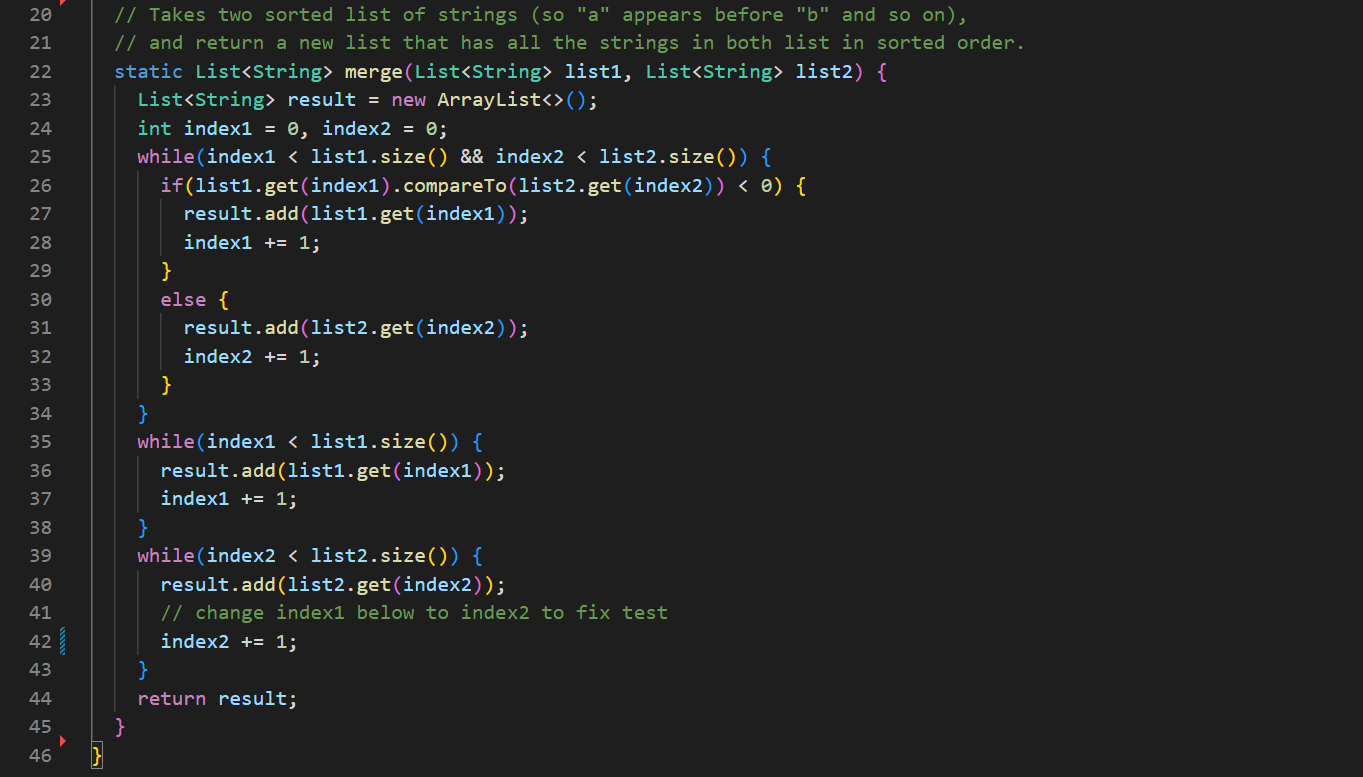 20 // Takes two sorted list of strings (so "a" appears before "b" and so on),
21 // and return a new list that has all the strings in both list in sorted order.
22 static List<String> merge(List<String> list1, List<String> list2) {
23 List<String> result = new ArrayList<>();
24 int index1 = 0, index2 = 0;
25 while(index1 < list1.size() && index2 < list2.size()) {
26 if(list1.get(index1).compareTo(list2.get(index2)) < 0) {
27 result.add(list1.get(index1));
28 index1 += 1;
29 }
30 else {
31 result.add(list2.get(index2));
32 index2 += 1;
33 }
34 }
35 while(index1 < list1.size()) {
36 result.add(list1.get(index1));
37 index1 += 1;
38 }
39 while(index2 < list2.size()) {
40 result.add(list2.get(index2));
41 // change index1 below to index2 to fix test
42 index2 += 1;
43 }
44 return result;
45 }
46 }